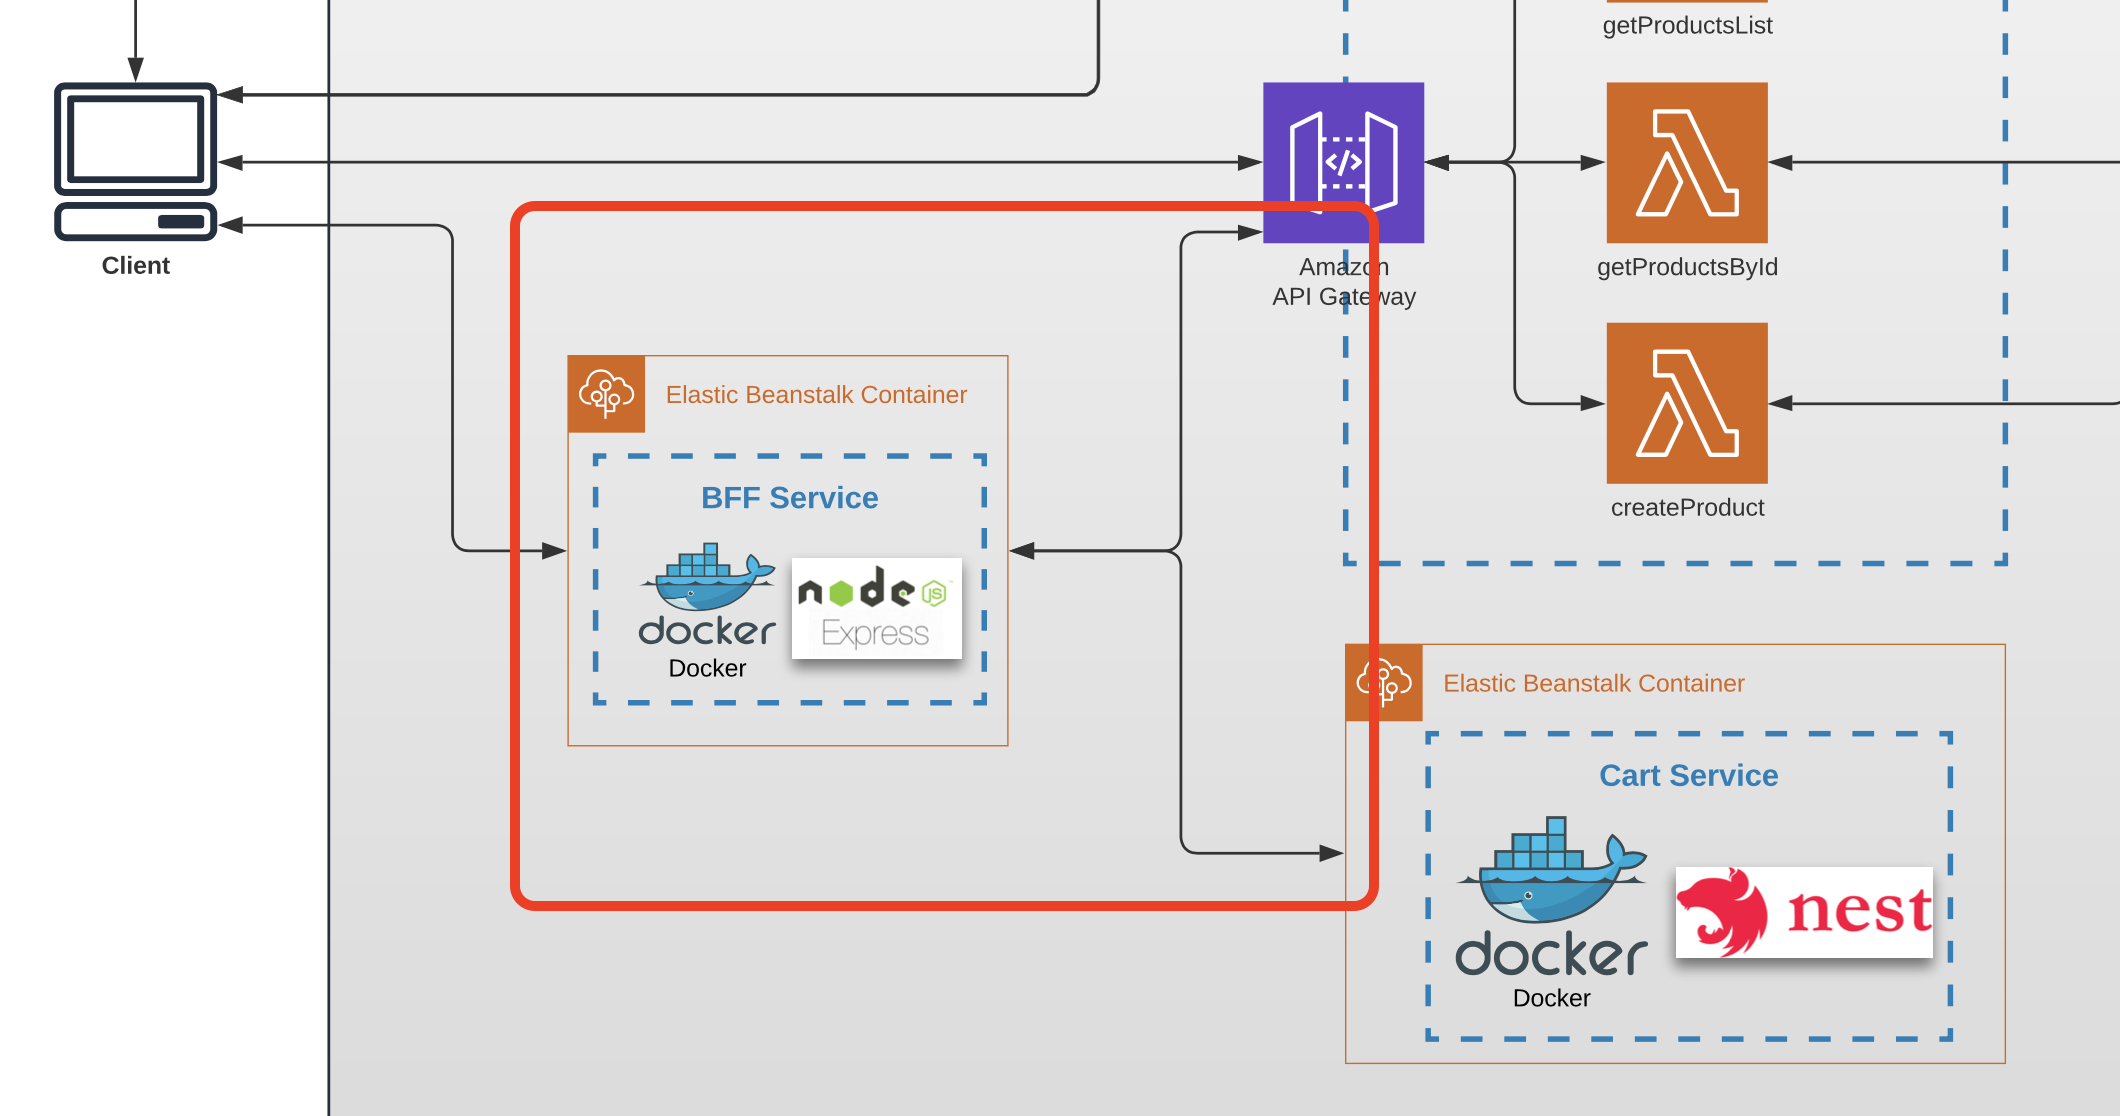 getProductsList
Client
Amazon
API Gateway
getProductsById
Elastic Beanstalk Container
createProduct
BFF Service
docker
Docker
node JS
Express
Elastic Beanstalk Container
Cart Service
docker
Docker
nest